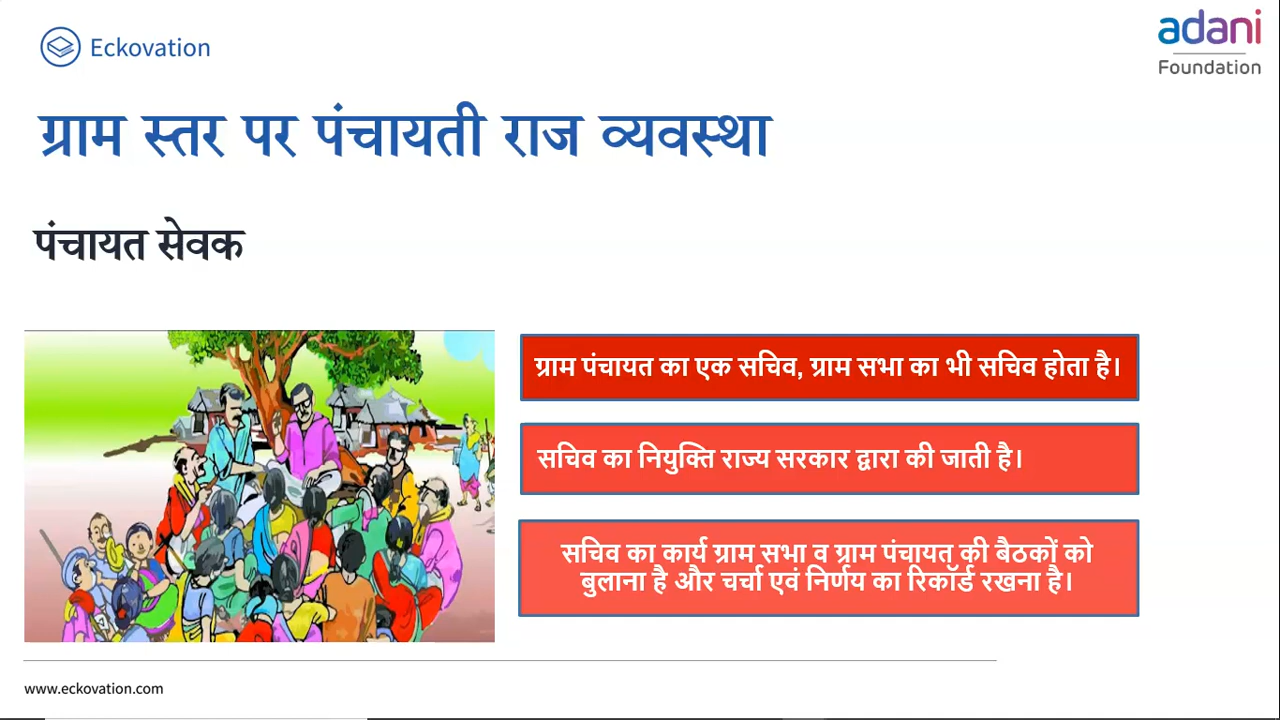 Eckovation
adani
Foundation
ग्राम स्तर पर पंचायती राज व्यवस्था
पंचायत सेवक
ग्राम पंचायत का एक सचिव, ग्राम सभा का भी सचिव होता है।
सचिव का नियुक्ति राज्य सरकार द्वारा की जाती है।
सचिव का कार्य ग्राम सभा व ग्राम पंचायत की बैठकों को
बुलाना है और चर्चा एवं निर्णय का रिकॉर्ड रखना है।
www.eckovation.com